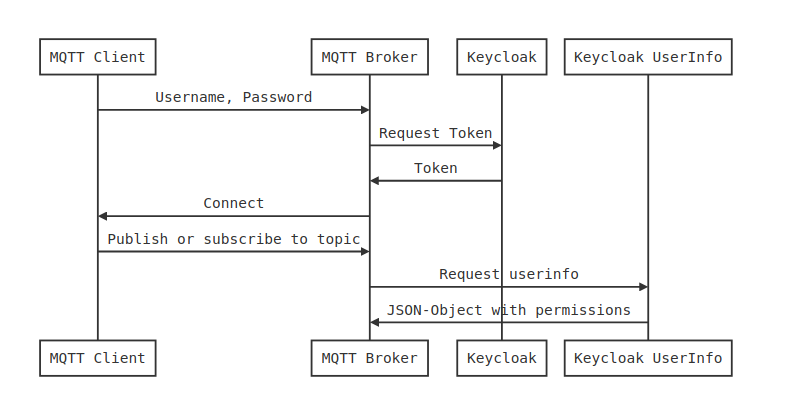 MQTT Client
MQTT Broker
Keycloak
Keycloak UserInfo
Username, Password
Request Token
Token
Connect
Publish or subscribe to topic
Request userinfo
JSON-Object with permissions
MQTT Client
MQTT Broker
Keycloak
Keycloak UserInfo